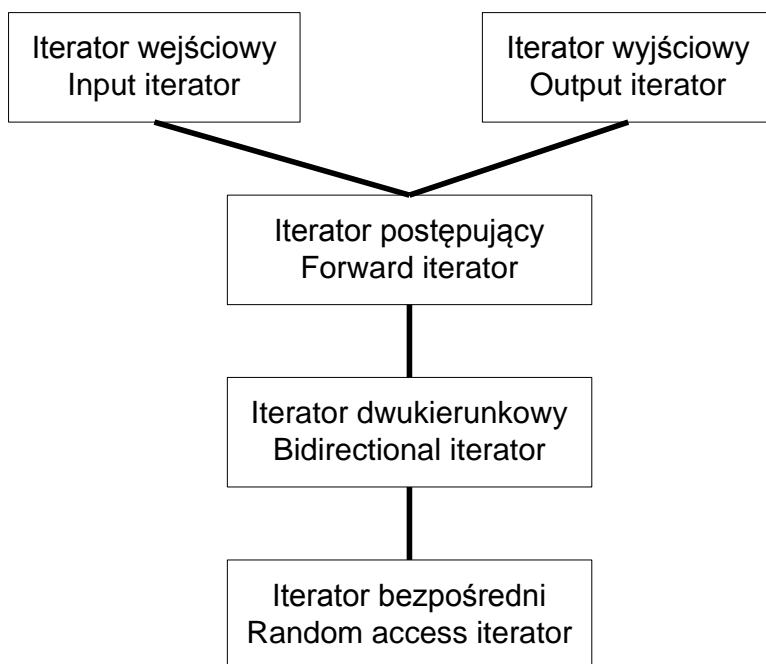 Iterator wejściowy
Input iterator
Iterator wyjściowy
Output iterator
Iterator postępujący
Forward iterator
Iterator dwukierunkowy
Bidirectional iterator
Iterator bezpośredni
Random access iterator